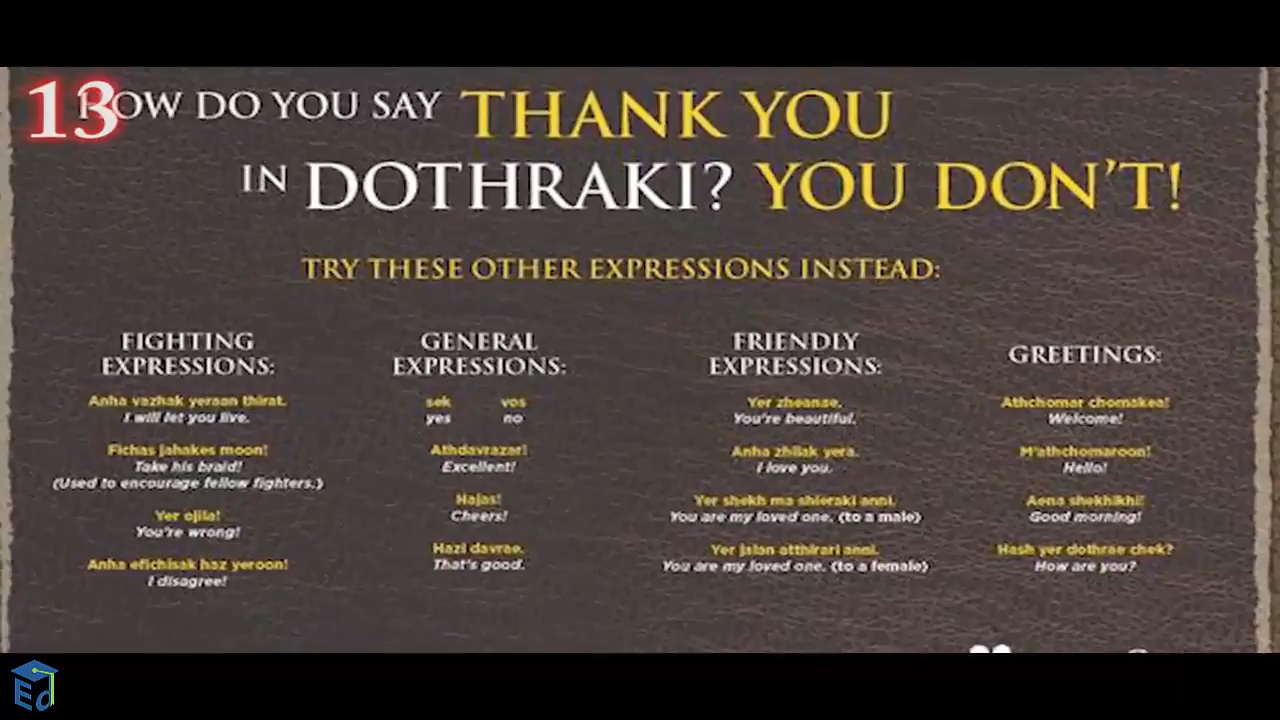 13
HOW DO YOU SAY THANK YOU
IN DOTHRAKI? YOU DON'T!
TRY THESE OTHER EXPRESSIONS INSTEAD:
FIGHTING
EXPRESSIONS:
Anha vazhak yeraan thirat.
I will let you live.
Fichas jahakes moon!
Take his braid!
(Used to encourage fellow fighters.)
Yer ojila!
You're wrong!
Anha efichisak haz yeroon!
I disagree!
GENERAL
EXPRESSIONS:
sek vos
yes no
Athdavrazar!
Excellent!
Hajas!
Cheers!
Hazi davrae.
That's good.
FRIENDLY
EXPRESSIONS:
Yer zheanae.
You're beautiful.
Anha zhilak yera.
I love you.
Yer shekh ma shieraki anni.
You are my loved one. (to a male)
Yer jalan atthirari anni.
You are my loved one. (to a female)
GREETINGS:
Athchomar chomakea!
Welcome!
M'athchomaroon!
Hello!
Aena shekhikhi!
Good morning!
Hash yer dothrae chek?
How are you?
Ed